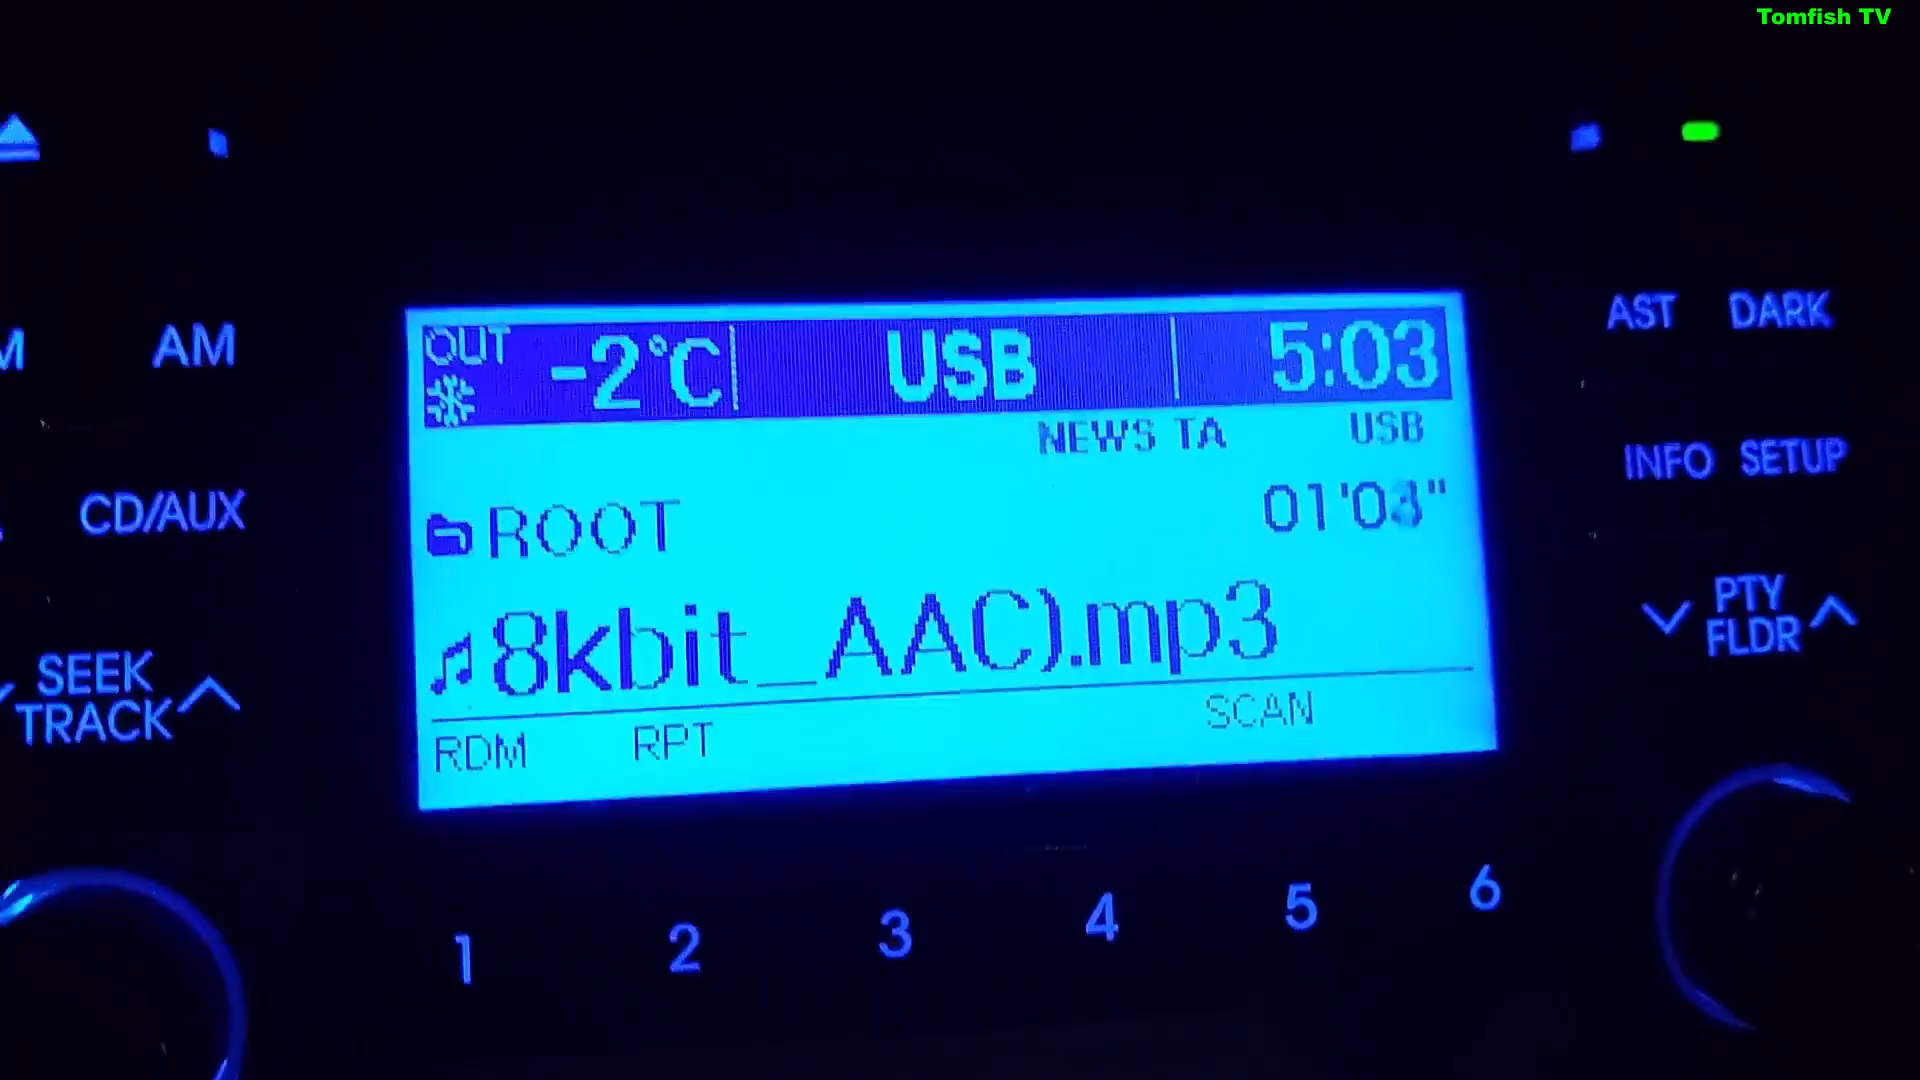 Tomfish TV
OUT -2°C USB 5:03
NEWS TA USB
ROOT 01'03"
8kbit_AAC).mp3
RDM RPT SCAN
AM
CD/AUX
SEEK
TRACK
AST DARK
INFO SETUP
PTY
FLDR
1 2 3 4 5 6